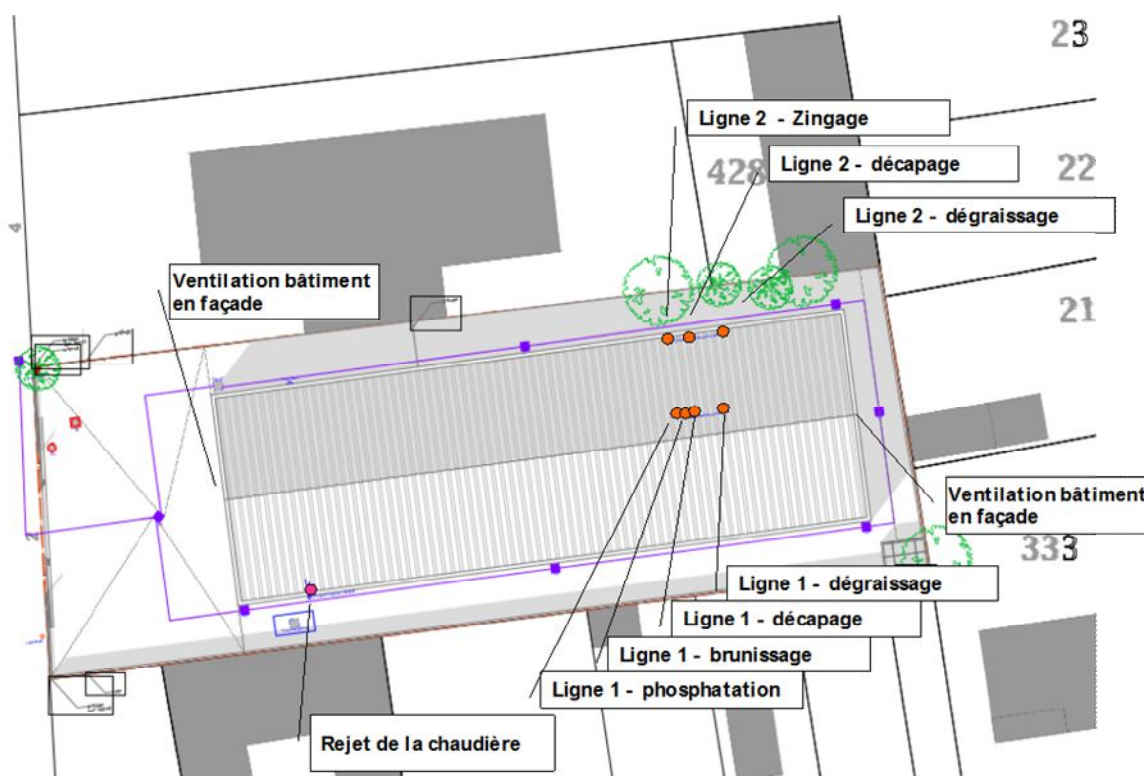 23
Ligne 2 - Zingage
428
Ligne 2 - décapage
22
Ligne 2 - dégraissage
4
Ventilation bâtiment
en façade
21
Ventilation bâtiment
en façade
333
Ligne 1 - dégraissage
Ligne 1 - décapage
Ligne 1 - brunissage
Ligne 1 - phosphatation
Rejet de la chaudière